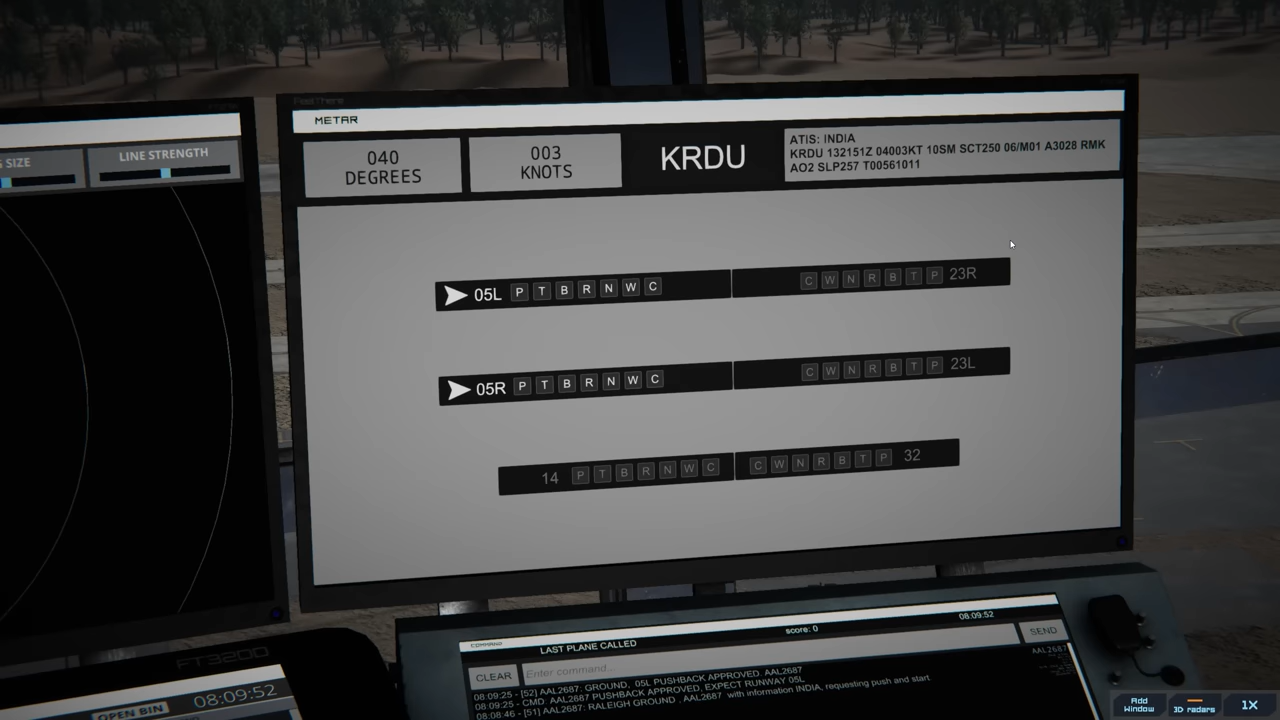 FeelThere
METAR
G SIZE
LINE STRENGTH
040
DEGREES
003
KNOTS
KRDU
ATIS: INDIA
KRDU 132151Z 04003KT 10SM SCT250 06/M01 A3028 RMK
AO2 SLP257 T00561011
05L P T B R N W C
C W N R B T P 23R
05R P T B R N W C
C W N R B T P 23L
14 P T B R N W C
C W N R B T P 32
COMMAND
LAST PLANE CALLED
score: 0
08:09:52
CLEAR
Enter command...
SEND
AAL2687
08:09:25 - [52] AAL2687: GROUND, 05L PUSHBACK APPROVED, AAL2687
08:09:25 - CMD: AAL2687 PUSHBACK APPROVED, EXPECT RUNWAY 05L
08:08:46 - [51] AAL2687: RALEIGH GROUND , AAL2687 with information INDIA, requesting push and start.
FT3200
OPEN BIN
08:09:52
Add
Window
3D radars
1X